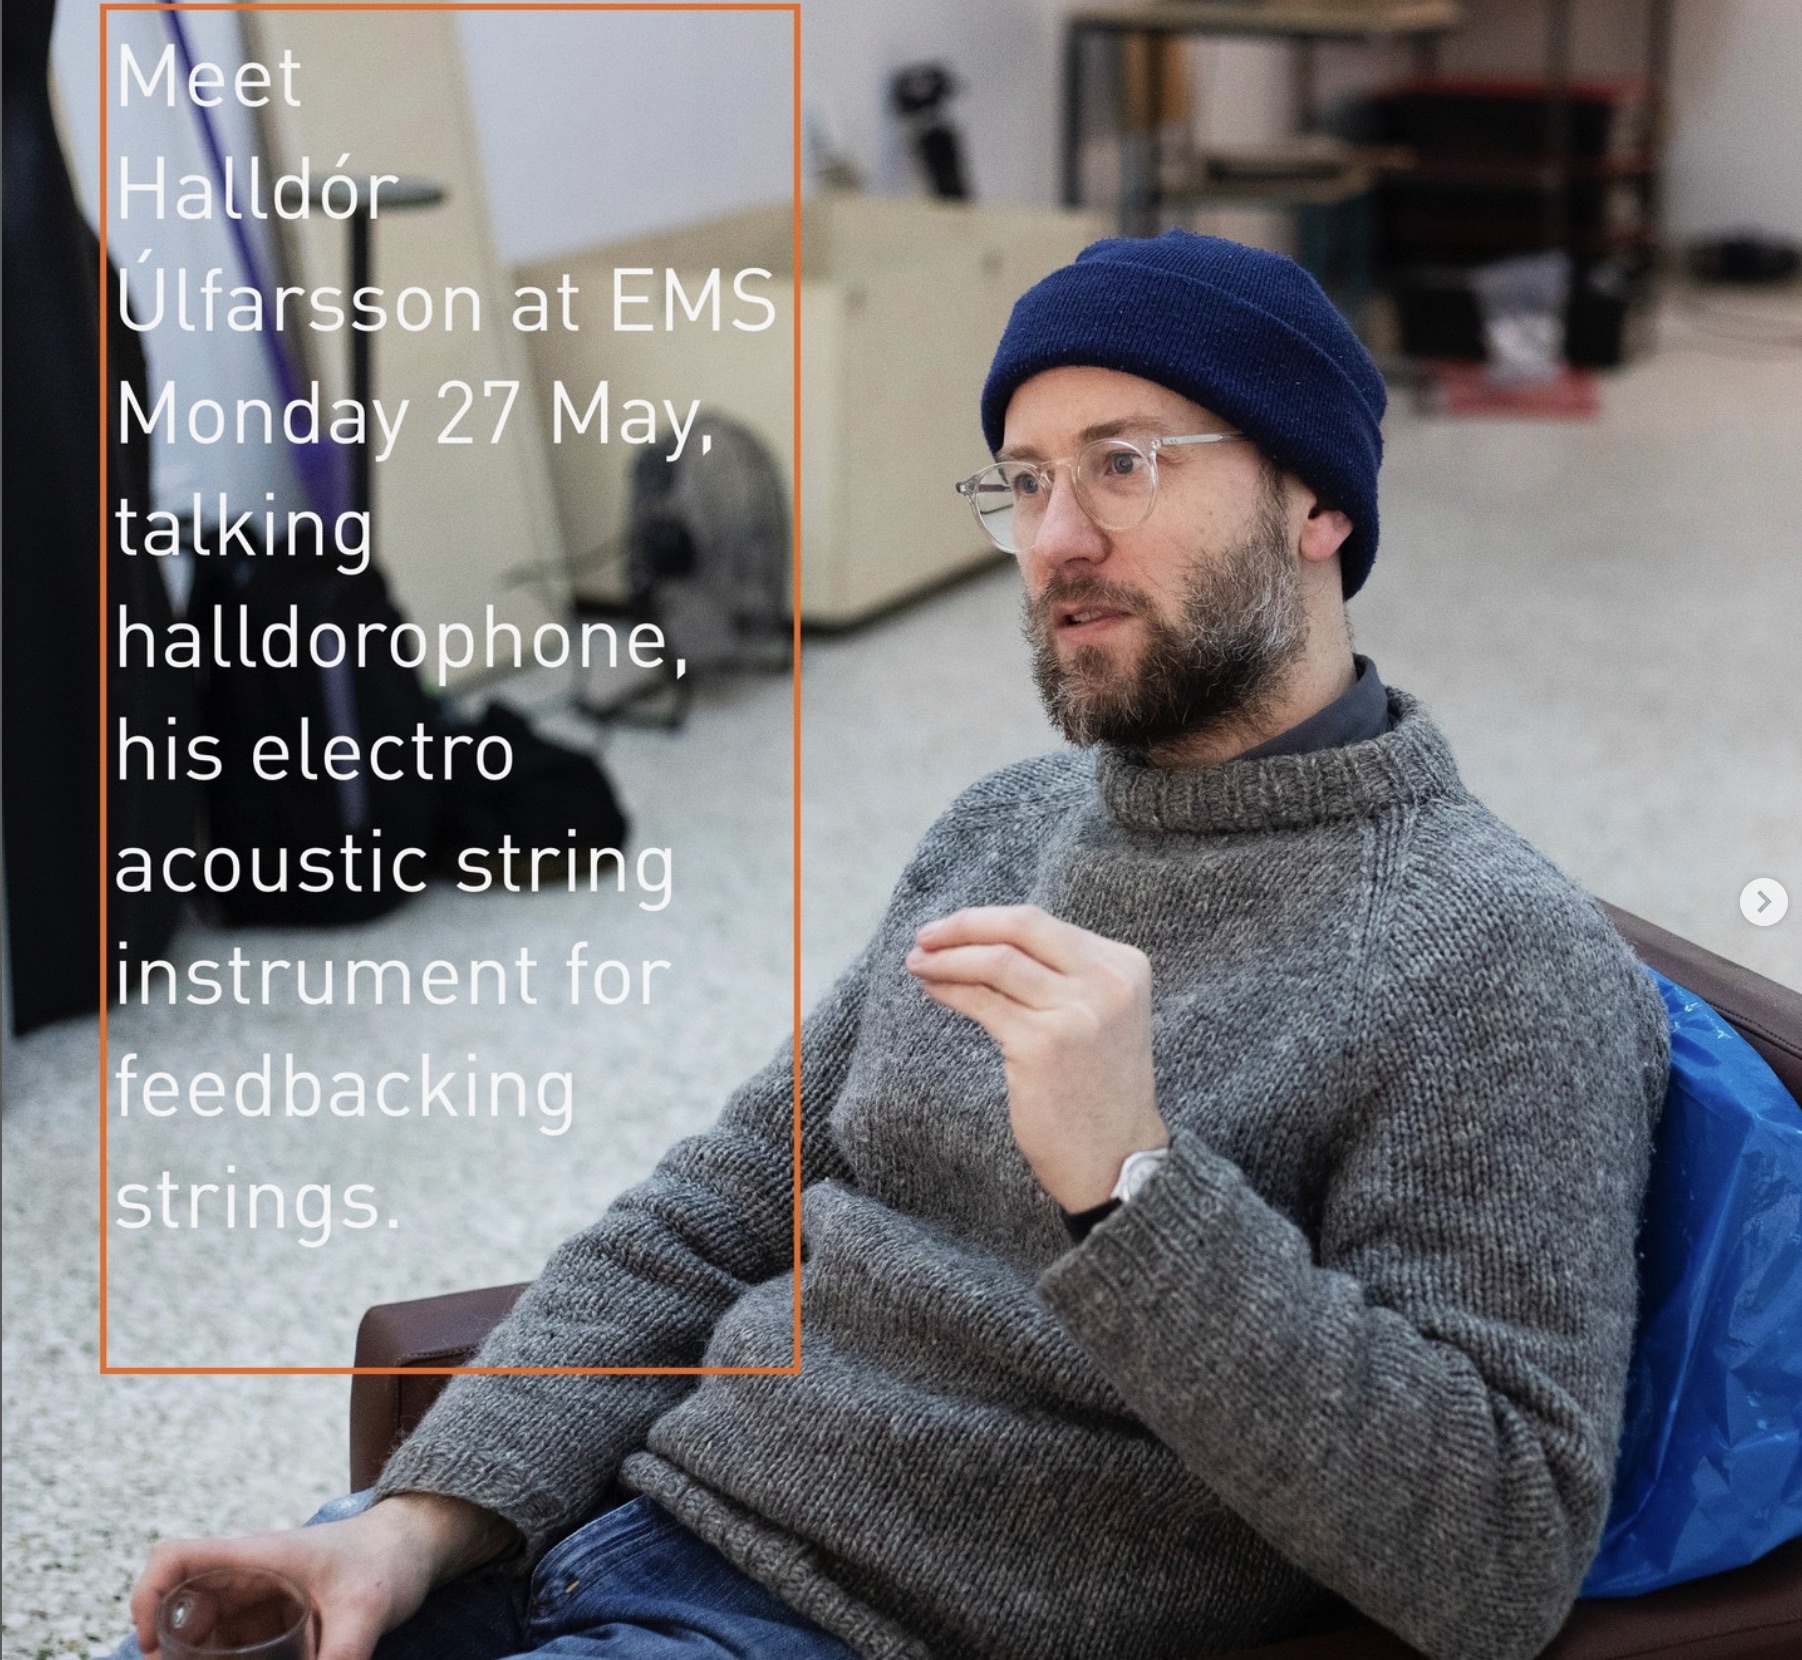 Meet
Halldór
Úlfarsson at EMS
Monday 27 May,
talking
halldorophone,
his electro
acoustic string
instrument for
feedbacking
strings.